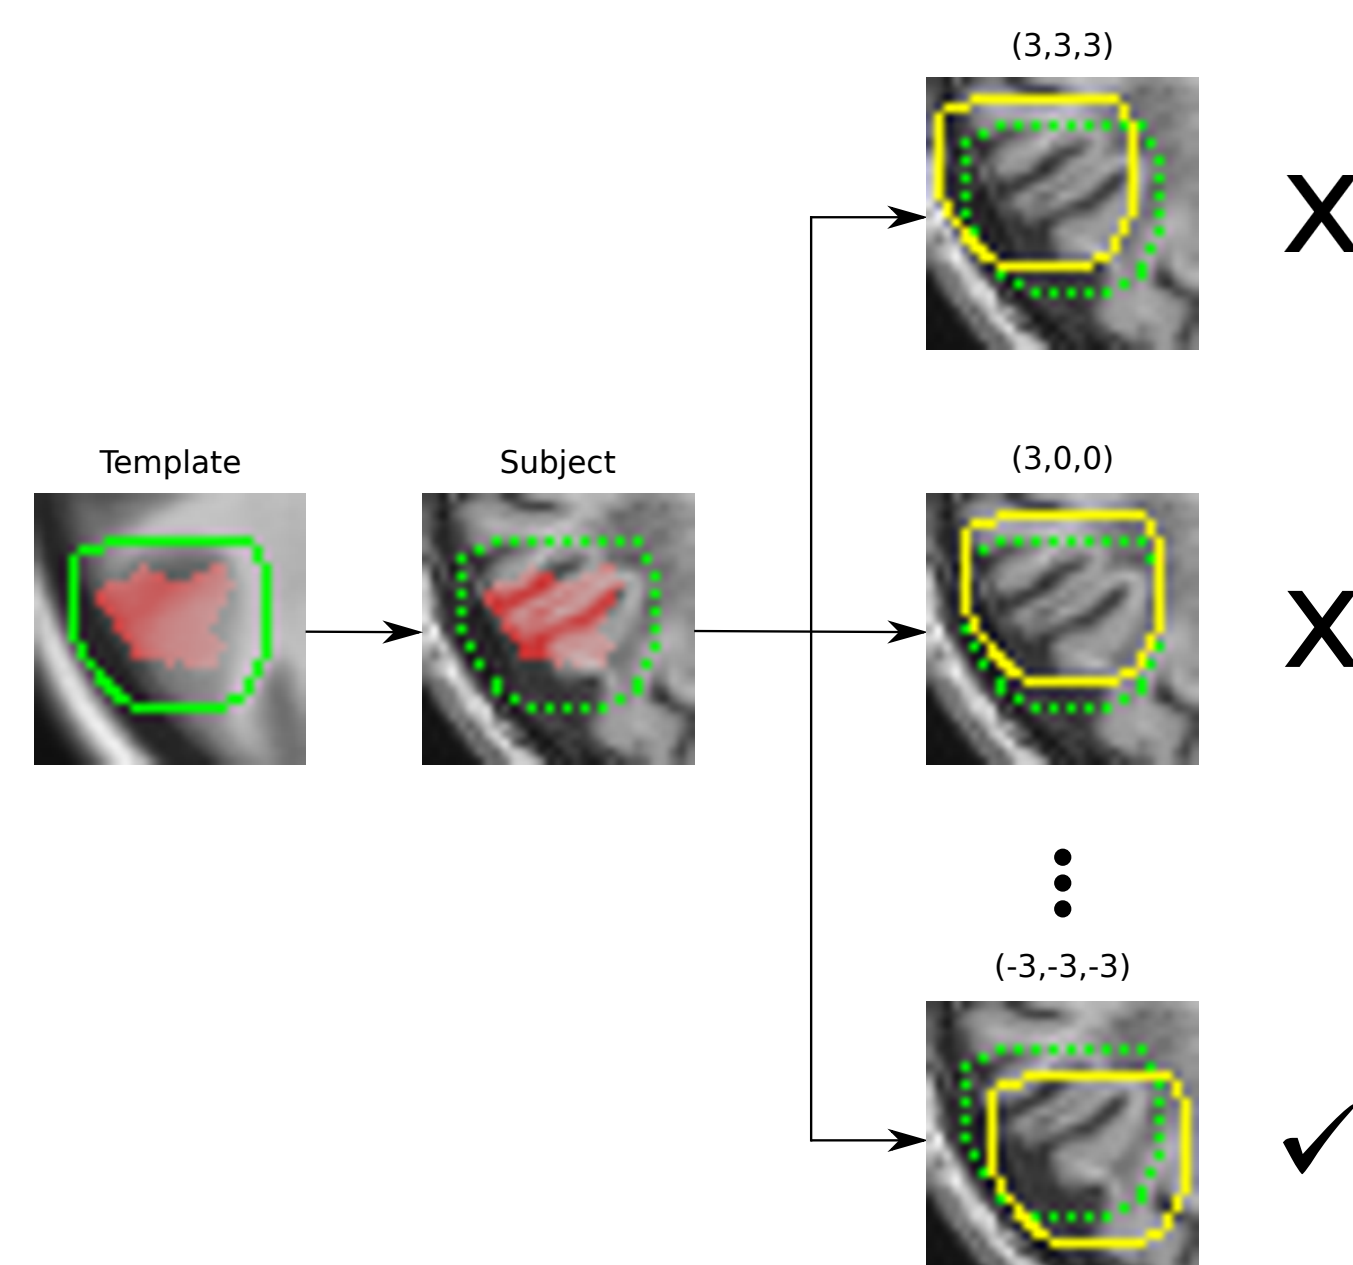 (3,3,3)
X
Template
Subject
(3,0,0)
X
(-3,-3,-3)
✓